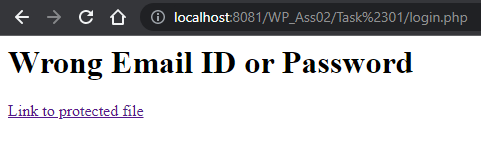 localhost:8081/WP_Ass02/Task%2301/login.php
Wrong Email ID or Password
Link to protected file